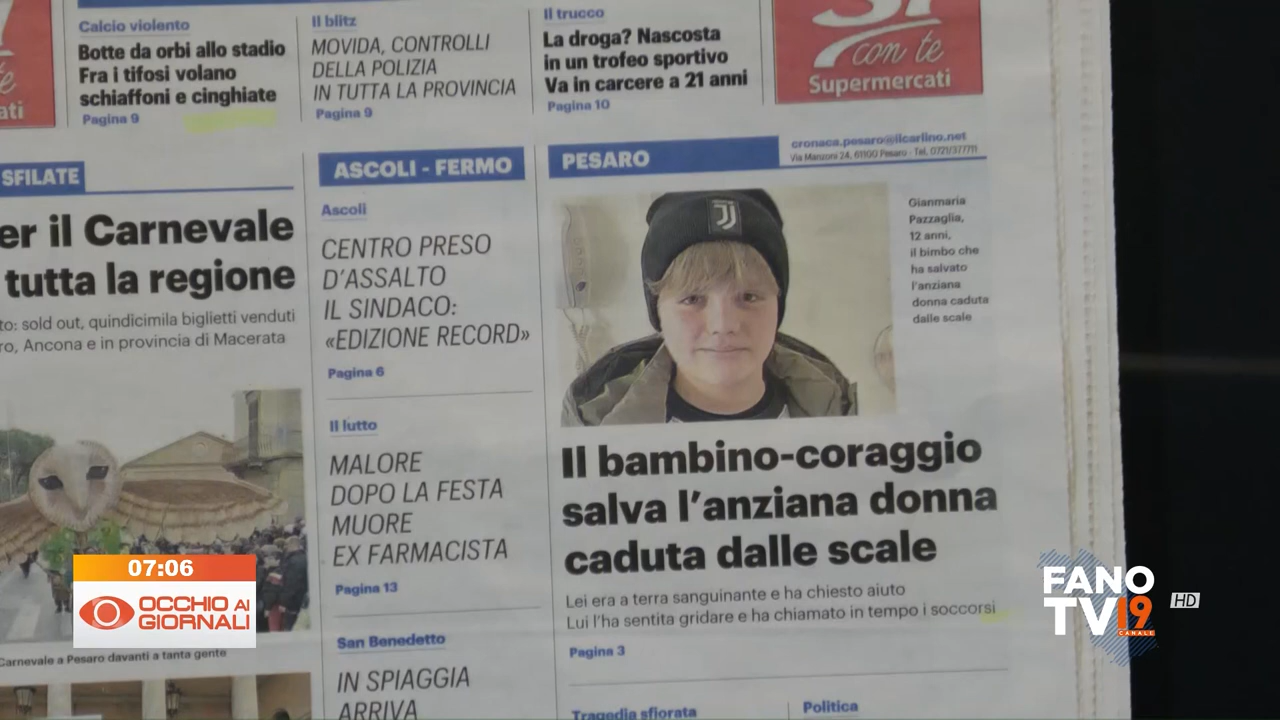 Calcio violento
Botte da orbi allo stadio
Fra i tifosi volano
schiaffoni e cinghiate
Pagina 9
Il blitz
MOVIDA, CONTROLLI
DELLA POLIZIA
IN TUTTA LA PROVINCIA
Pagina 9
Il trucco
La droga? Nascosta
in un trofeo sportivo
Va in carcere a 21 anni
Pagina 10
con te
Supermercati
SFILATE
er il Carnevale
tutta la regione
to: sold out, quindicimila biglietti venduti
ro, Ancona e in provincia di Macerata
Carnevale a Pesaro davanti a tanta gente
ASCOLI - FERMO
Ascoli
CENTRO PRESO
D'ASSALTO
IL SINDACO:
«EDIZIONE RECORD»
Pagina 6
Il lutto
MALORE
DOPO LA FESTA
MUORE
EX FARMACISTA
Pagina 13
San Benedetto
IN SPIAGGIA
ARRIVA
PESARO
cronaca.pesaro@ilcarlino.net
Via Manzoni 24, 61100 Pesaro - Tel. 0721/377711
Gianmaria
Pazzaglia,
12 anni,
il bimbo che
ha salvato
l'anziana
donna caduta
dalle scale
Il bambino-coraggio
salva l'anziana donna
caduta dalle scale
Lei era a terra sanguinante e ha chiesto aiuto
Lui l'ha sentita gridare e ha chiamato in tempo i soccorsi
Pagina 3
Tragedia sfiorata
Politica
07:06
OCCHIO AI
GIORNALI
FANO
TV19
CANALE
HD